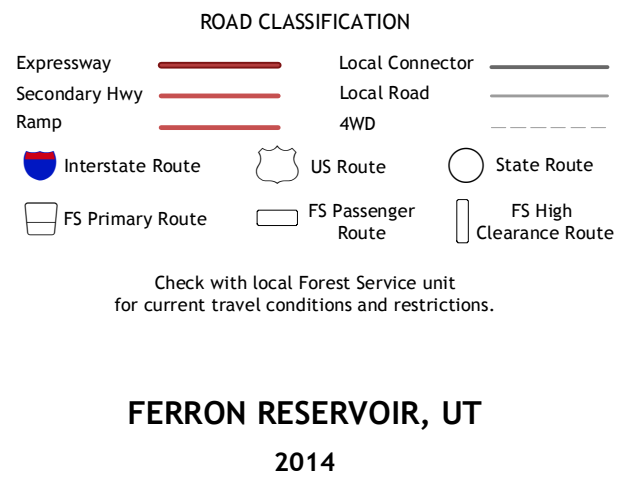 ROAD CLASSIFICATION
Expressway
Secondary Hwy
Ramp
Local Connector
Local Road
4WD
Interstate Route
US Route
State Route
FS Primary Route
FS Passenger
Route
FS High
Clearance Route
Check with local Forest Service unit
for current travel conditions and restrictions.
FERRON RESERVOIR, UT
2014